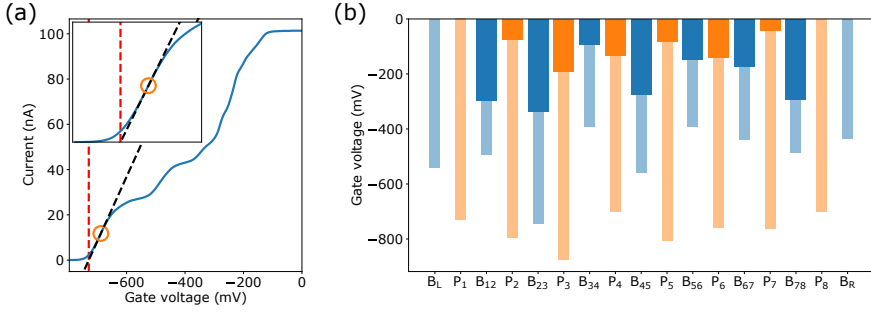 (a)
Current (nA)
100
80
60
40
20
0
−600
−400
−200
0
Gate voltage (mV)
(b)
Gate voltage (mV)
0
−200
−400
−600
−800
B_L P_1 B_12 P_2 B_23 P_3 B_34 P_4 B_45 P_5 B_56 P_6 B_67 P_7 B_78 P_8 B_R